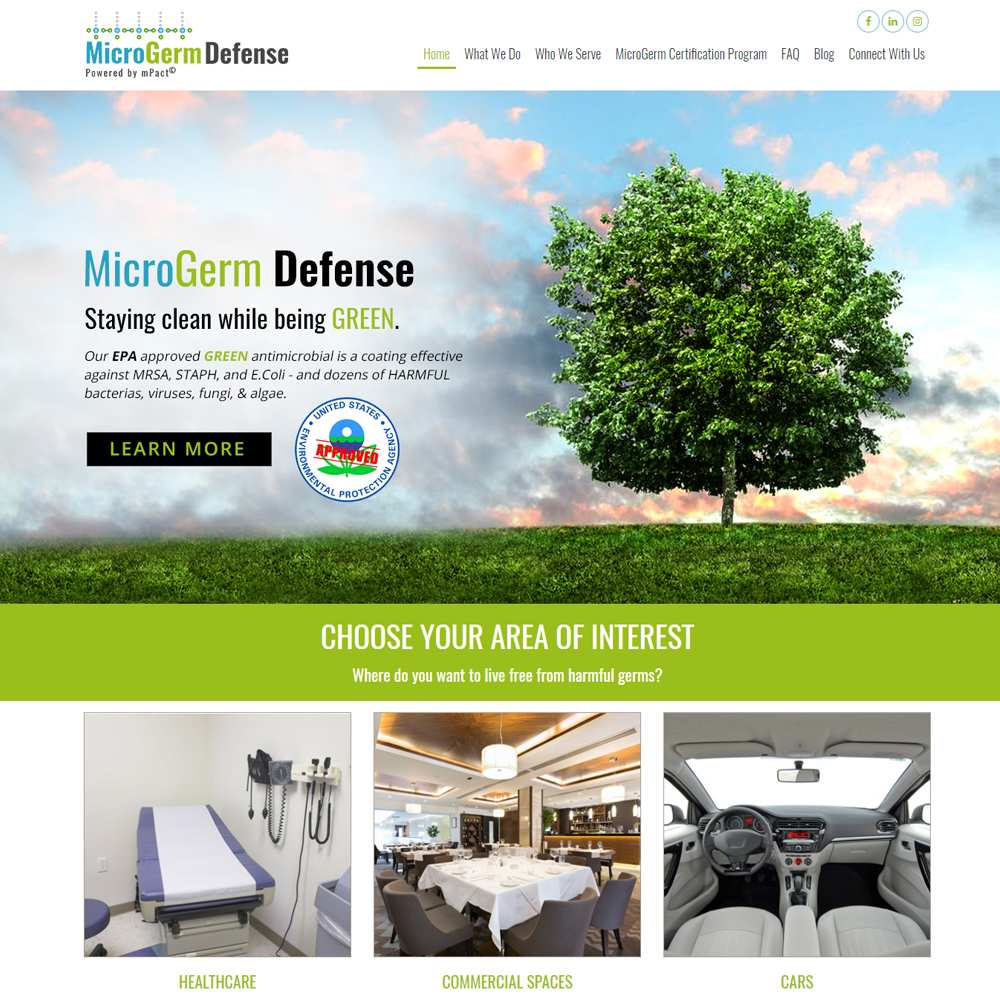 MicroGerm Defense
Powered by mPact©
Home What We Do Who We Serve MicroGerm Certification Program FAQ Blog Connect With Us
MicroGerm Defense
Staying clean while being GREEN.
Our EPA approved GREEN antimicrobial is a coating effective
against MRSA, STAPH, and E.Coli - and dozens of HARMFUL
bacterias, viruses, fungi, & algae.
LEARN MORE
UNITED STATES
ENVIRONMENTAL PROTECTION AGENCY
APPROVED
CHOOSE YOUR AREA OF INTEREST
Where do you want to live free from harmful germs?
HEALTHCARE COMMERCIAL SPACES CARS